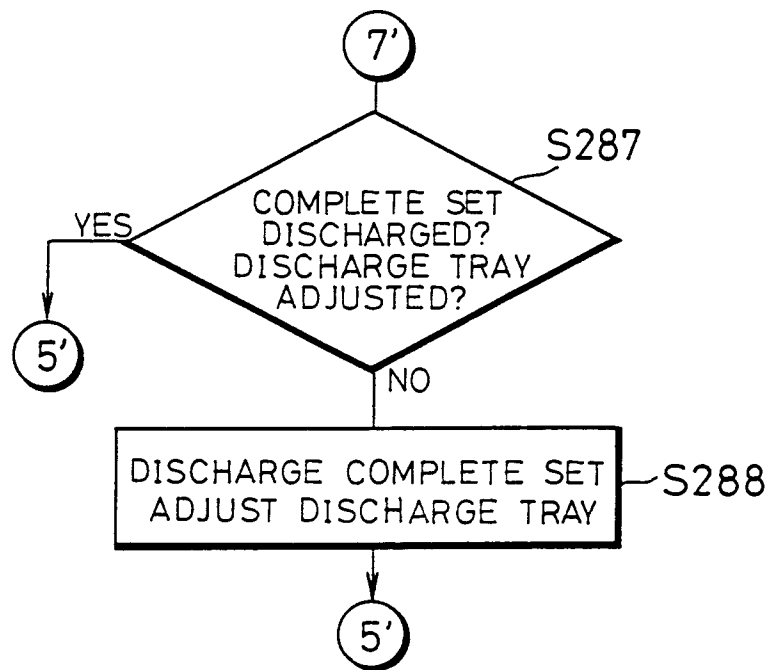 7'
S287
COMPLETE SET
DISCHARGED?
DISCHARGE TRAY
ADJUSTED?
YES
5'
NO
DISCHARGE COMPLETE SET
ADJUST DISCHARGE TRAY
S288
5'